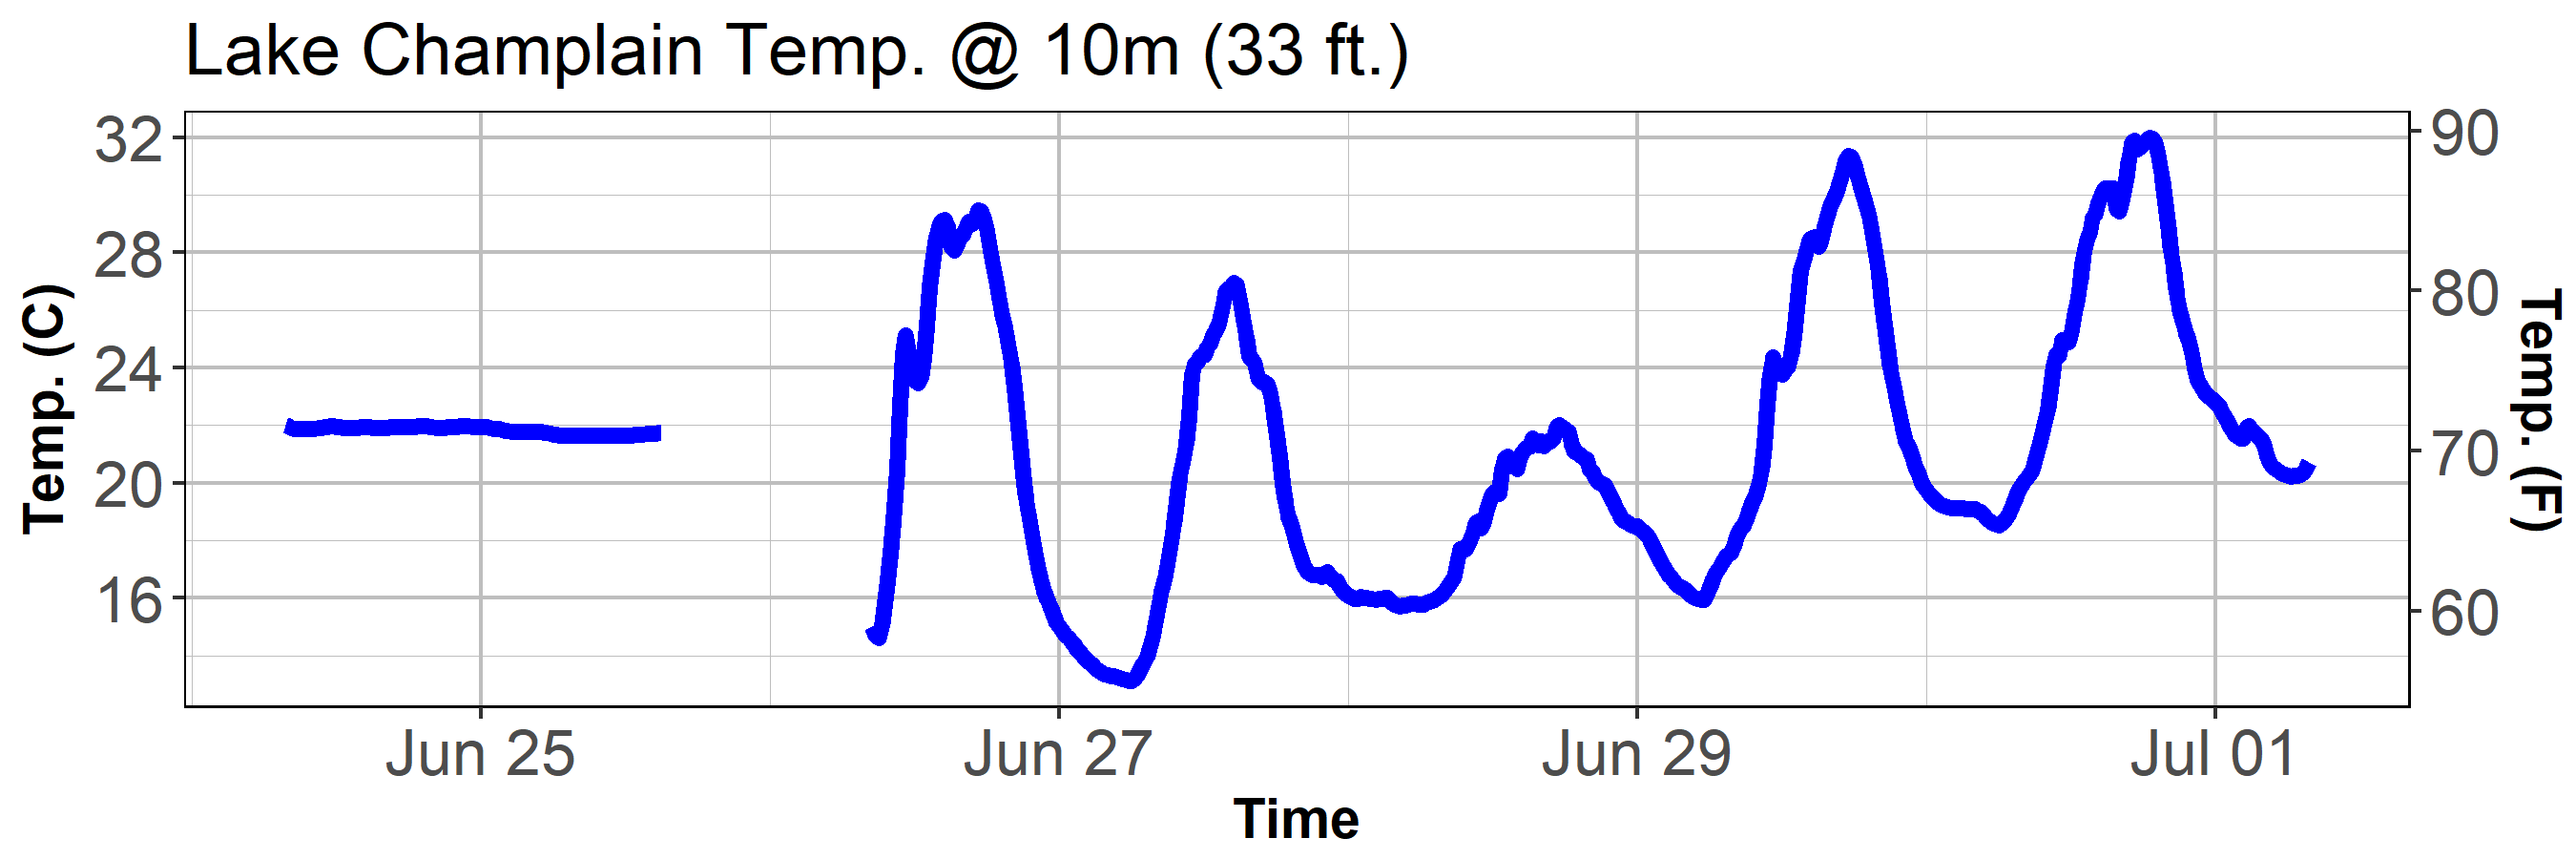 Lake Champlain Temp. @ 10m (33 ft.)
Temp. (C)
32
28
24
20
16
90
80
70
60
Temp. (F)
Jun 25 Jun 27 Jun 29 Jul 01
Time